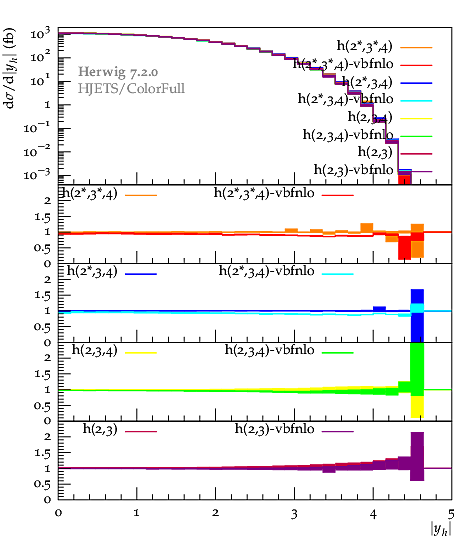 dσ/d|y_h| (fb)
10³
10²
10¹
1
10⁻¹
10⁻²
10⁻³
Herwig 7.2.0
HJETS/ColorFull
h(2*,3*,4)
h(2*,3*,4)-vbfnlo
h(2*,3,4)
h(2*,3,4)-vbfnlo
h(2,3,4)
h(2,3,4)-vbfnlo
h(2,3)
h(2,3)-vbfnlo
h(2*,3*,4) h(2*,3*,4)-vbfnlo
2
1.5
1
0.5
0
h(2*,3,4) h(2*,3,4)-vbfnlo
2
1.5
1
0.5
0
h(2,3,4) h(2,3,4)-vbfnlo
2
1.5
1
0.5
0
h(2,3) h(2,3)-vbfnlo
2
1.5
1
0.5
0
0 1 2 3 4 5
|y_h|